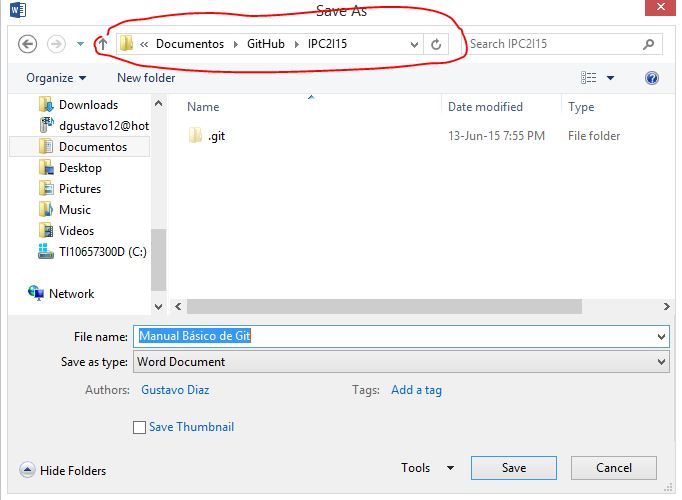 Save As
« Documentos GitHub IPC2I15
Search IPC2I15
Organize New folder
Downloads
dgustavo12@hot
Documentos
Desktop
Pictures
Music
Videos
TI10657300D (C:)
Network
Name Date modified Type
.git 13-Jun-15 7:55 PM File folder
File name: Manual Básico de Git
Save as type: Word Document
Authors: Gustavo Diaz Tags: Add a tag
Save Thumbnail
Hide Folders Tools Save Cancel